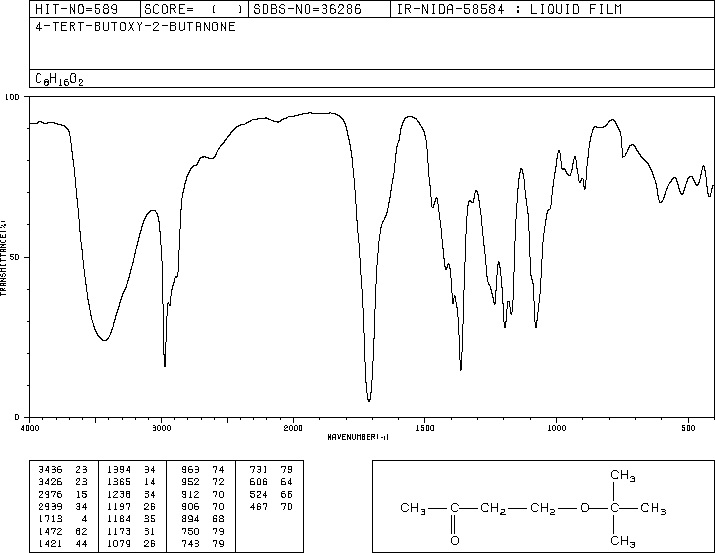 HIT-NO=589 SCORE= ( ) SDBS-NO=36286 IR-NIDA-58584 : LIQUID FILM
4-TERT-BUTOXY-2-BUTANONE
C8H16O2
100
50
0
TRANSMITTANCE(%)
4000 3000 2000 1500 1000 500
WAVENUMBER(-1)
3436 23 1394 34 963 74 731 79
3426 23 1365 14 952 72 606 64
2976 15 1238 34 912 70 524 66
2939 34 1197 26 906 70 467 70
1713 4 1184 35 894 68
1472 62 1173 31 750 79
1421 44 1079 26 743 79
CH3
CH3 C CH2 CH2 O C CH3
O CH3